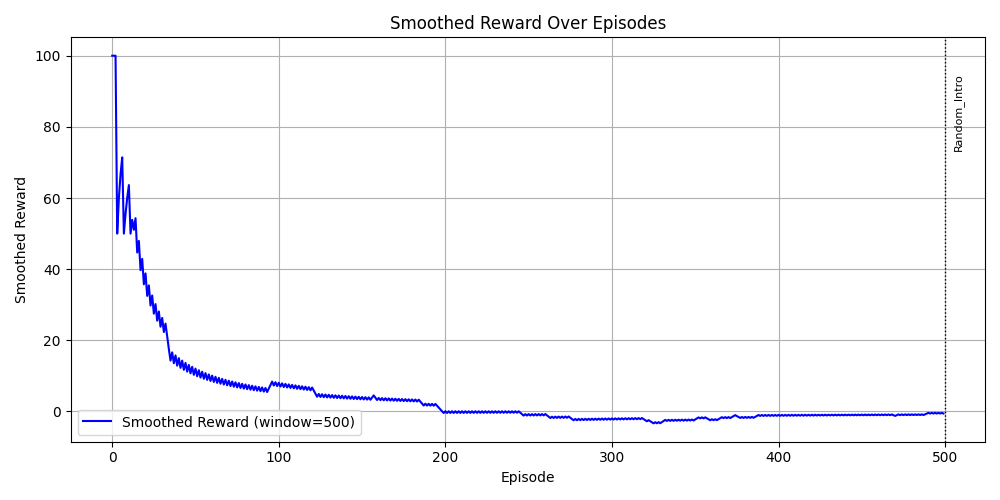 Smoothed Reward Over Episodes
Smoothed Reward
100
80
60
40
20
0
Random_Intro
Smoothed Reward (window=500)
0
100
200
300
400
500
Episode